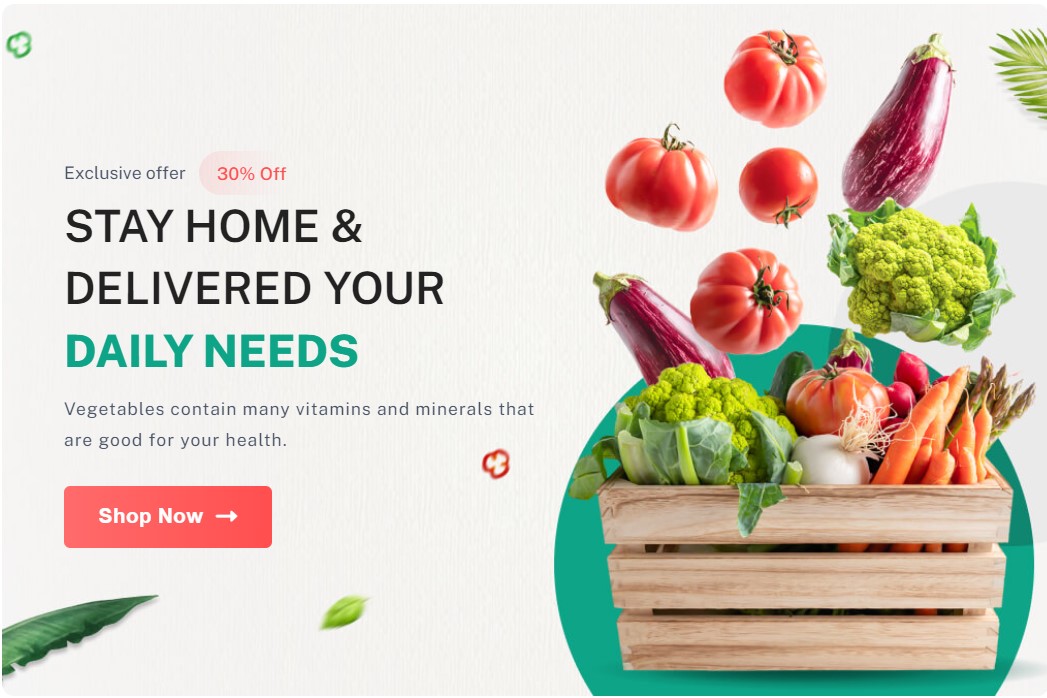 Exclusive offer 30% Off
STAY HOME &
DELIVERED YOUR
DAILY NEEDS
Vegetables contain many vitamins and minerals that
are good for your health.
Shop Now →